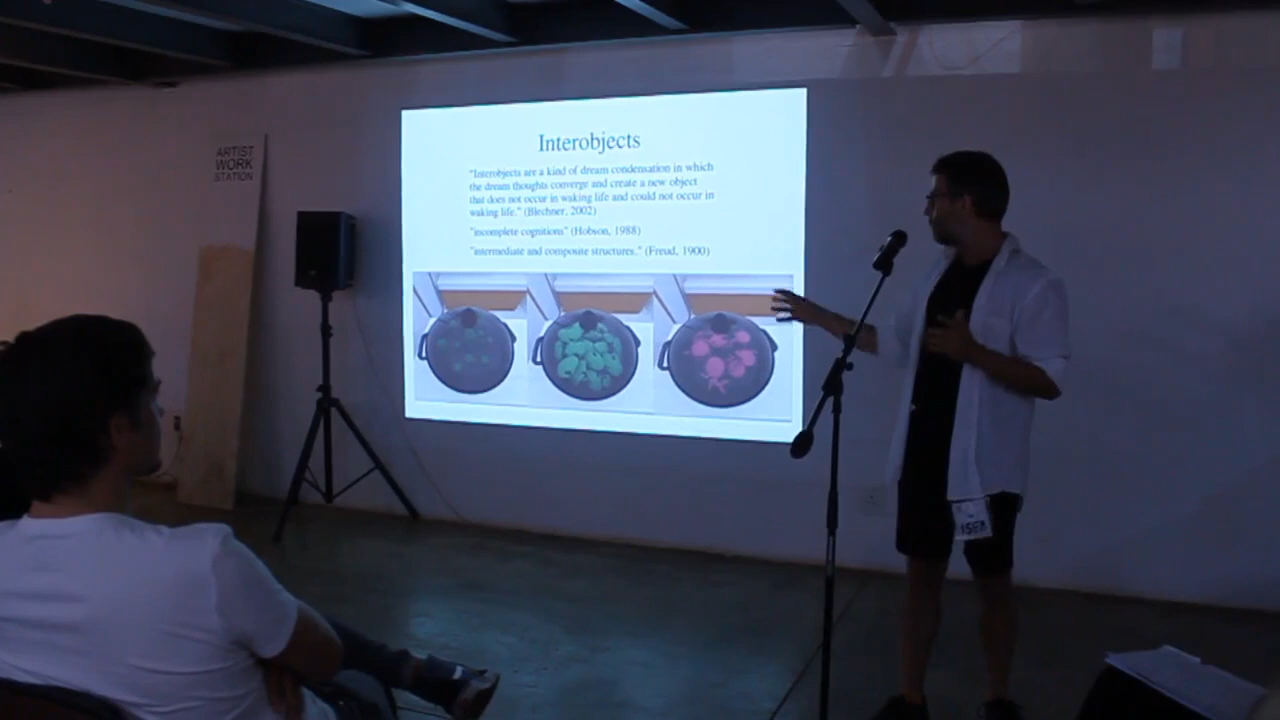 ARTIST
WORK
STATION
Interobjects
"Interobjects are a kind of dream condensation in which
the dream thoughts converge and create a new object
that does not occur in waking life and could not occur in
waking life." (Blechner, 2002)
"incomplete cognitions" (Hobson, 1988)
"intermediate and composite structures." (Freud, 1900)
ISEA